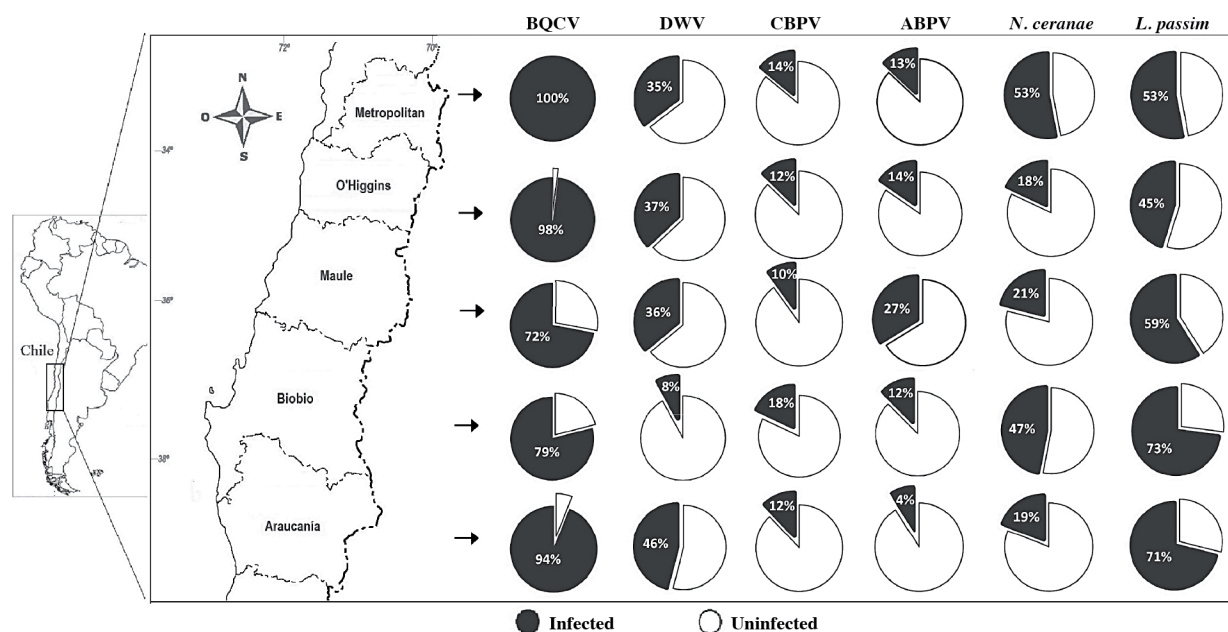 BQCV DWV CBPV ABPV N. ceranae L. passim
72° 70°
N
O E
S
Metropolitan
100% 35% 14% 13% 53% 53%
-34°
O'Higgins
98% 37% 12% 14% 18% 45%
Maule
-36°
72% 36% 10% 27% 21% 59%
Chile
Biobio
79% 8% 18% 12% 47% 73%
-38°
Araucania
94% 46% 12% 4% 19% 71%
Infected Uninfected